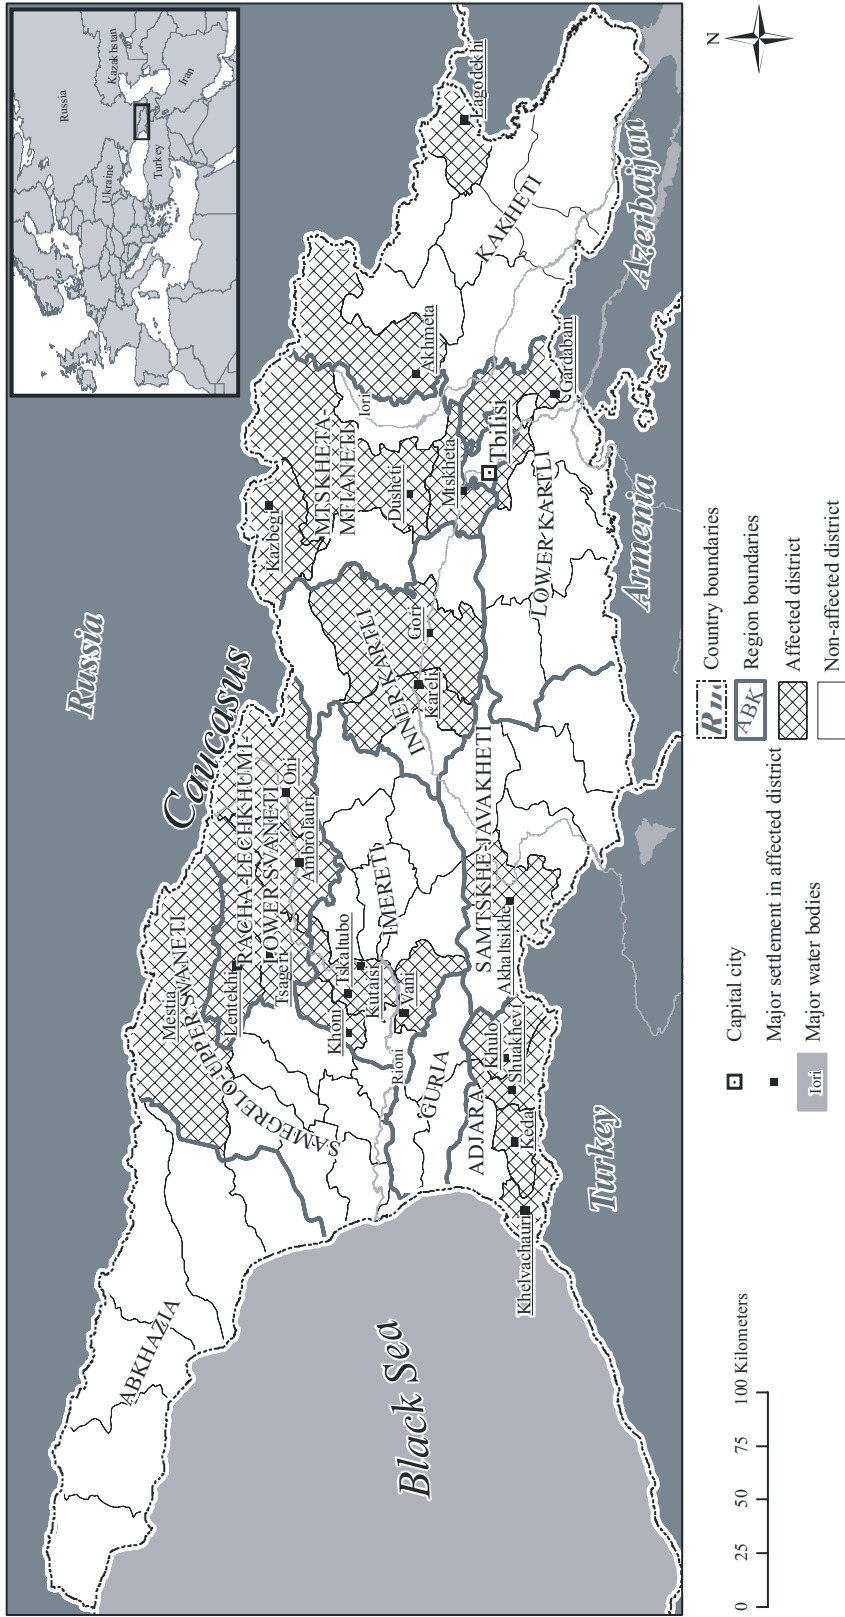 Russia
Kazakhstan
Ukraine
Turkey
Iran
N
Russia
Caucasus
Black Sea
Turkey
Armenia
Azerbaijan
ABKHAZIA
SAMEGRELO-UPPER SVANETI
Mestia
RACHA-LECHKHUMI-
LOWER SVANETI
Lentekhi
Tsageri
Ambrolauri
Oni
IMERETI
Khoni
Tskaltubo
Kutaisi
Vani
Rioni
GURIA
ADJARA
Khelvachauri
Keda
Shuakhevi
Khulo
SAMTSKHE-JAVAKHETI
Akhaltsikhe
INNER KARTLI
Kareli
Gori
MTSKHETA-
MTIANETI
Kazbegi
Dusheti
Mtskheta
Iori
Tbilisi
LOWER KARTLI
Gardabani
KAKHETI
Akhmeta
Lagodekhi
0 25 50 75 100 Kilometers
Capital city
Major settlement in affected district
Iori
Major water bodies
Ru
Country boundaries
ABK
Region boundaries
Affected district
Non-affected district